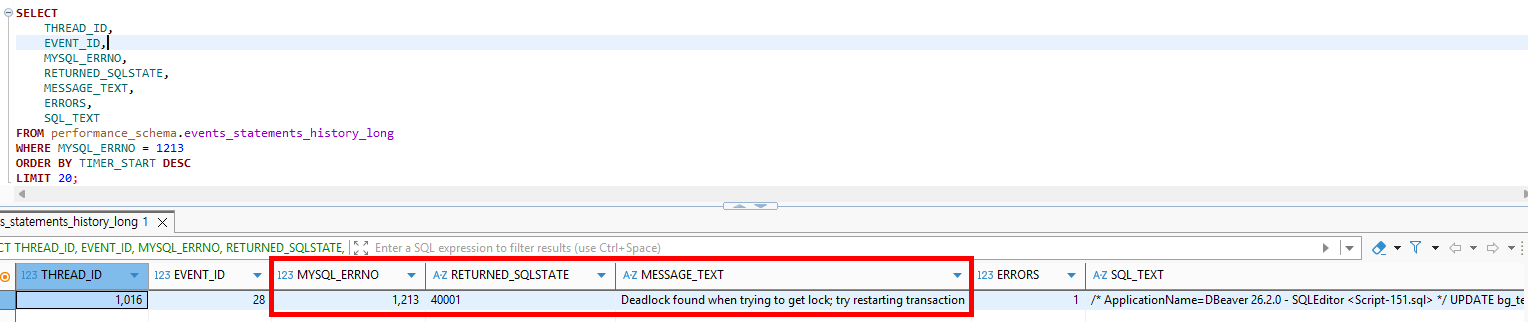 SELECT
THREAD_ID,
EVENT_ID,
MYSQL_ERRNO,
RETURNED_SQLSTATE,
MESSAGE_TEXT,
ERRORS,
SQL_TEXT
FROM performance_schema.events_statements_history_long
WHERE MYSQL_ERRNO = 1213
ORDER BY TIMER_START DESC
LIMIT 20;
s_statements_history_long 1
CT THREAD_ID, EVENT_ID, MYSQL_ERRNO, RETURNED_SQLSTATE, Enter a SQL expression to filter results (use Ctrl+Space)
123 THREAD_ID 123 EVENT_ID 123 MYSQL_ERRNO A-Z RETURNED_SQLSTATE A-Z MESSAGE_TEXT 123 ERRORS A-Z SQL_TEXT
1,016 28 1,213 40001 Deadlock found when trying to get lock; try restarting transaction 1 /* ApplicationName=DBeaver 26.2.0 - SQLEditor <Script-151.sql> */ UPDATE bg_te